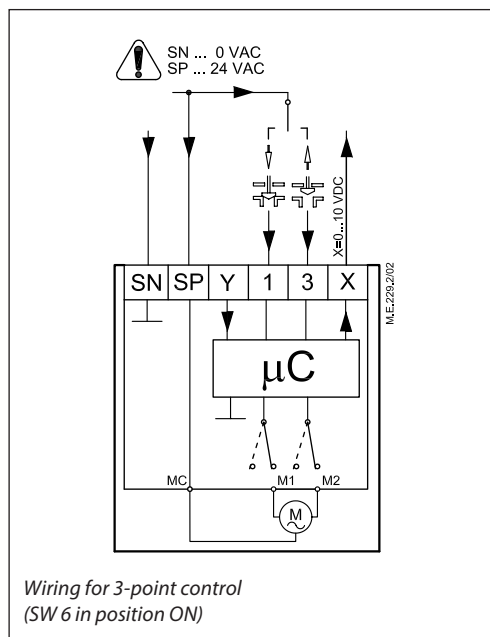 SN ... 0 VAC
SP ... 24 VAC
X=0...10 VDC
SN SP Y 1 3 X
M.E.229.2/02
µC
MC M1 M2
M
Wiring for 3-point control
(SW 6 in position ON)